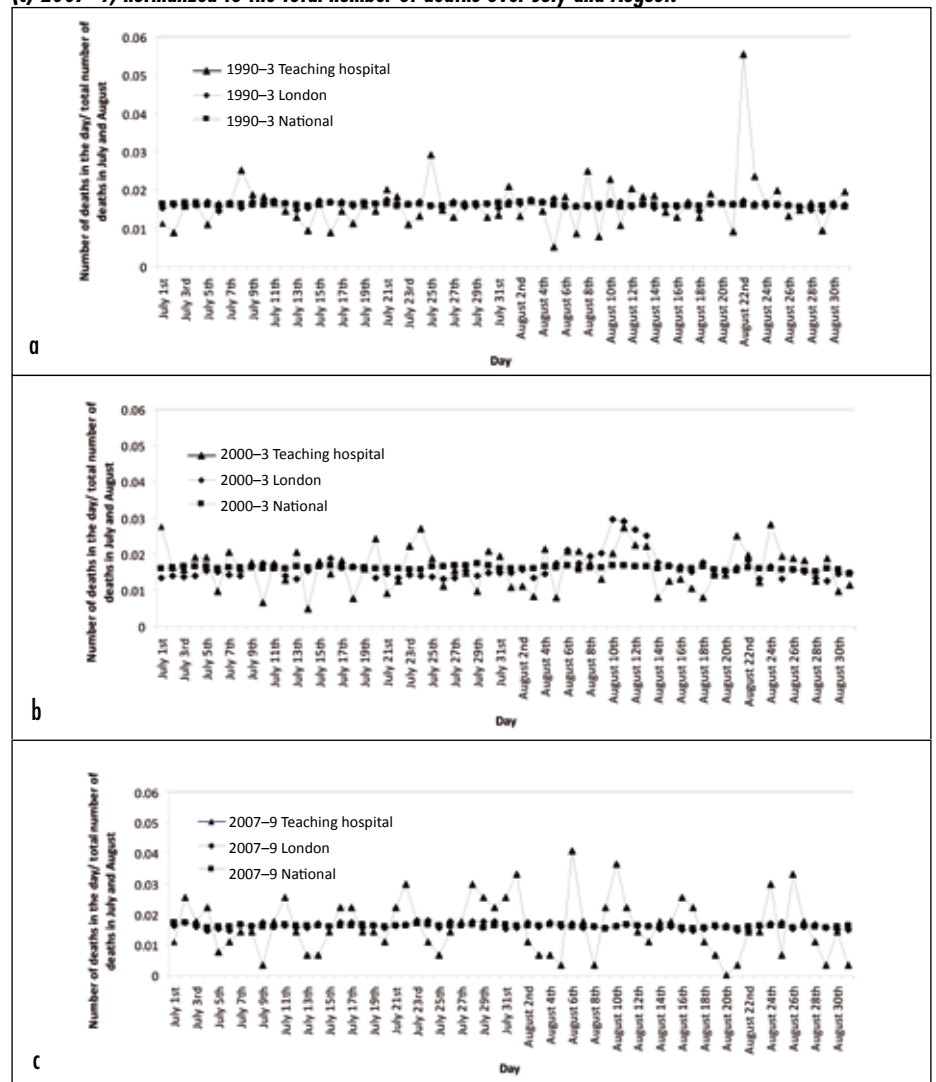 (c) 2007–9, normalized to the total number of deaths over July and August.
Number of deaths in the day/ total number of
deaths in July and August
0.06
0.05
0.04
0.03
0.02
0.01
0
1990–3 Teaching hospital
1990–3 London
1990–3 National
July 1st July 3rd July 5th July 7th July 9th July 11th July 13th July 15th July 17th July 19th July 21st July 23rd July 25th July 27th July 29th July 31st August 2nd August 4th August 6th August 8th August 10th August 12th August 14th August 16th August 18th August 20th August 22nd August 24th August 26th August 28th August 30th
Day
a
Number of deaths in the day/ total number of
deaths in July and August
0.06
0.05
0.04
0.03
0.02
0.01
0
2000–3 Teaching hospital
2000–3 London
2000–3 National
July 1st July 3rd July 5th July 7th July 9th July 11th July 13th July 15th July 17th July 19th July 21st July 23rd July 25th July 27th July 29th July 31st August 2nd August 4th August 6th August 8th August 10th August 12th August 14th August 16th August 18th August 20th August 22nd August 24th August 26th August 28th August 30th
Day
b
Number of deaths in the day/ total number of
deaths in July and August
0.06
0.05
0.04
0.03
0.02
0.01
0
2007–9 Teaching hospital
2007–9 London
2007–9 National
July 1st July 3rd July 5th July 7th July 9th July 11th July 13th July 15th July 17th July 19th July 21st July 23rd July 25th July 27th July 29th July 31st August 2nd August 4th August 6th August 8th August 10th August 12th August 14th August 16th August 18th August 20th August 22nd August 24th August 26th August 28th August 30th
Day
c